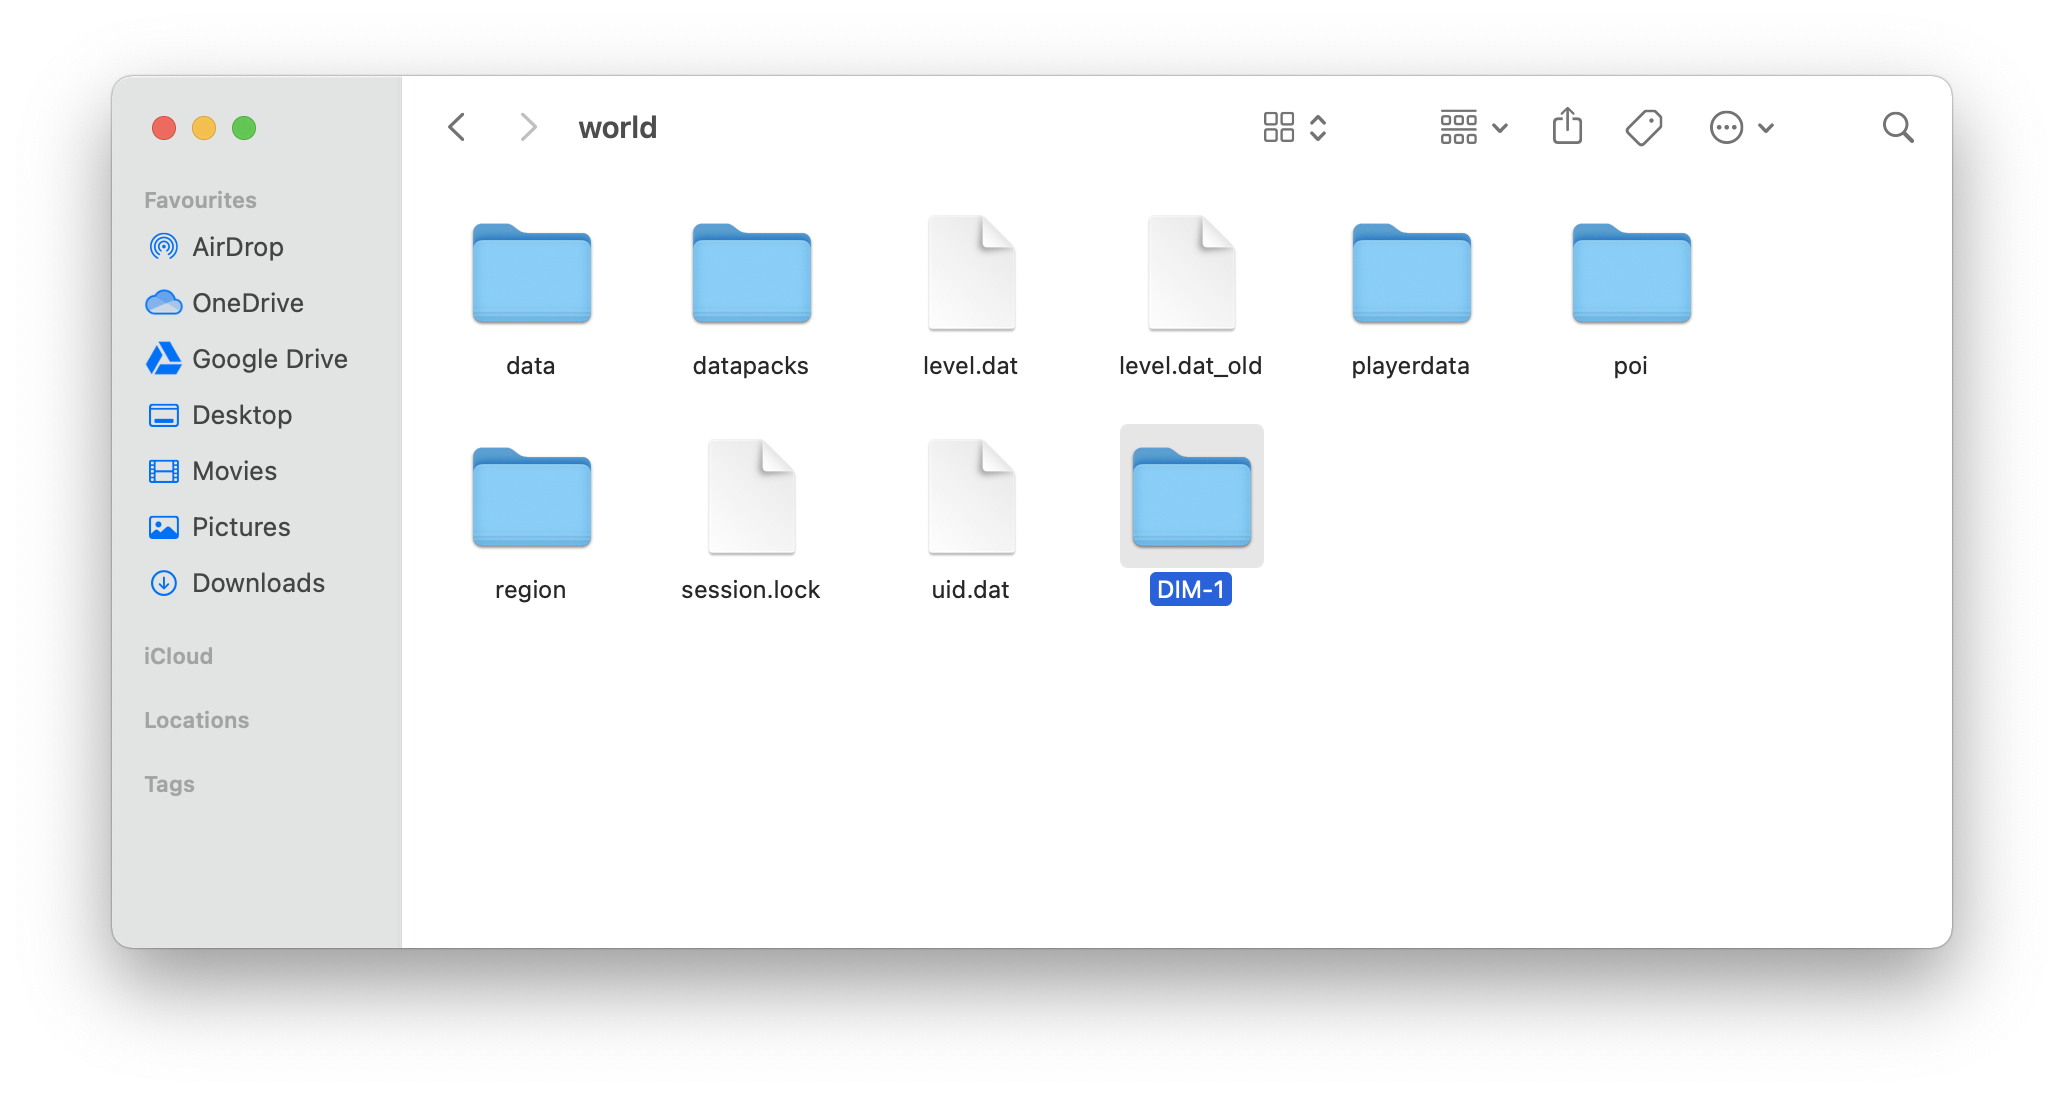 world
Favourites
AirDrop
OneDrive
Google Drive
Desktop
Movies
Pictures
Downloads
iCloud
Locations
Tags
data
datapacks
level.dat
level.dat_old
playerdata
poi
region
session.lock
uid.dat
DIM-1